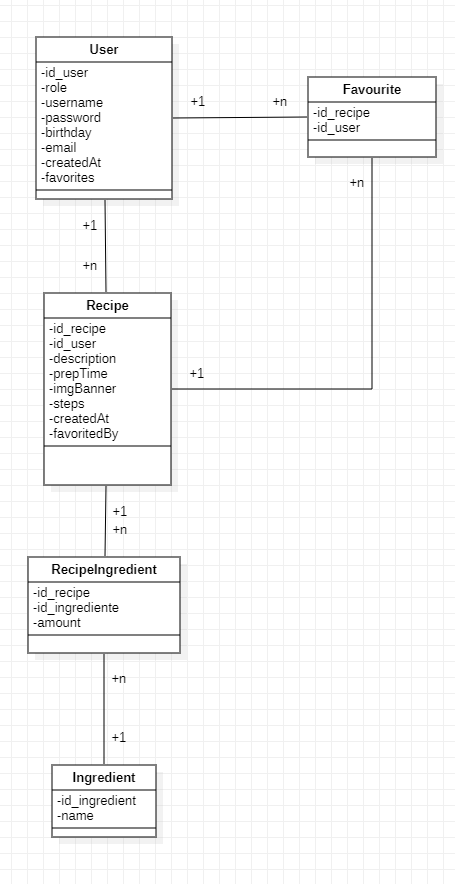 User
-id_user
-role
-username
-password
-birthday
-email
-createdAt
-favorites
+1
+n
Favourite
-id_recipe
-id_user
+n
+1
+n
Recipe
-id_recipe
-id_user
-description
-prepTime
-imgBanner
-steps
-createdAt
-favoritedBy
+1
+1
+n
RecipeIngredient
-id_recipe
-id_ingrediente
-amount
+n
+1
Ingredient
-id_ingredient
-name